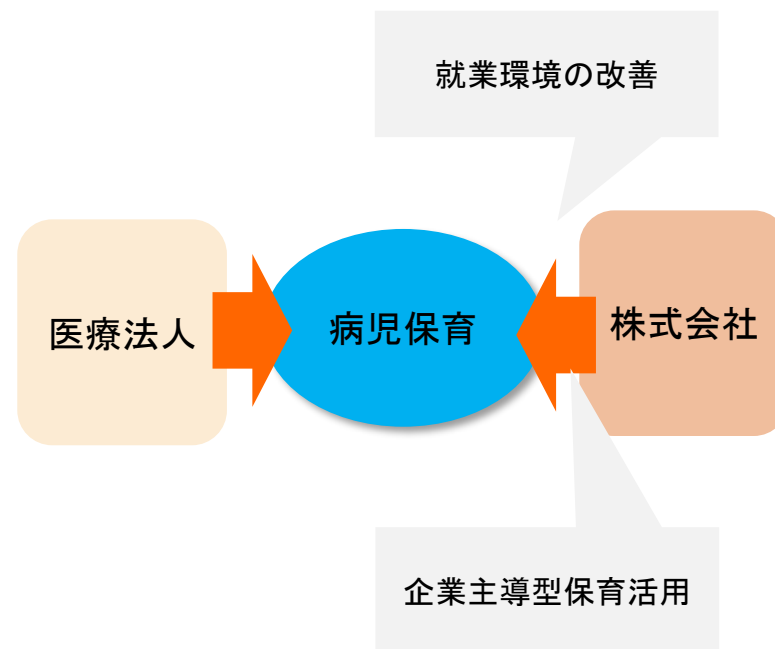 就業環境の改善
医療法人
病児保育
株式会社
企業主導型保育活用